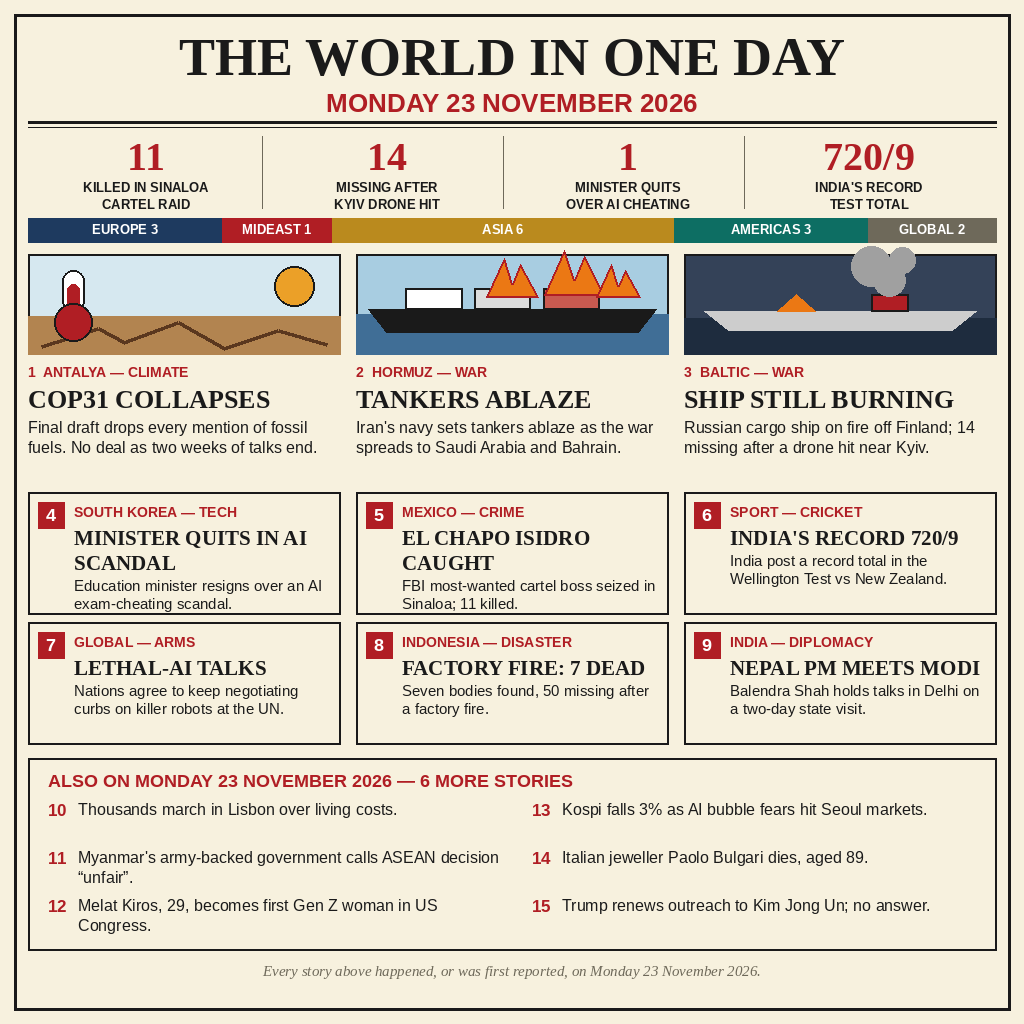 THE WORLD IN ONE DAY
MONDAY 23 NOVEMBER 2026
11
KILLED IN SINALOA
CARTEL RAID
14
MISSING AFTER
KYIV DRONE HIT
1
MINISTER QUITS
OVER AI CHEATING
720/9
INDIA'S RECORD
TEST TOTAL
EUROPE 3
MIDEAST 1
ASIA 6
AMERICAS 3
GLOBAL 2
1 ANTALYA — CLIMATE
COP31 COLLAPSES
Final draft drops every mention of fossil
fuels. No deal as two weeks of talks end.
2 HORMUZ — WAR
TANKERS ABLAZE
Iran's navy sets tankers ablaze as the war
spreads to Saudi Arabia and Bahrain.
3 BALTIC — WAR
SHIP STILL BURNING
Russian cargo ship on fire off Finland; 14
missing after a drone hit near Kyiv.
4 SOUTH KOREA — TECH
MINISTER QUITS IN AI
SCANDAL
Education minister resigns over an AI
exam-cheating scandal.
5 MEXICO — CRIME
EL CHAPO ISIDRO
CAUGHT
FBI most-wanted cartel boss seized in
Sinaloa; 11 killed.
6 SPORT — CRICKET
INDIA'S RECORD 720/9
India post a record total in the
Wellington Test vs New Zealand.
7 GLOBAL — ARMS
LETHAL-AI TALKS
Nations agree to keep negotiating
curbs on killer robots at the UN.
8 INDONESIA — DISASTER
FACTORY FIRE: 7 DEAD
Seven bodies found, 50 missing after
a factory fire.
9 INDIA — DIPLOMACY
NEPAL PM MEETS MODI
Balendra Shah holds talks in Delhi on
a two-day state visit.
ALSO ON MONDAY 23 NOVEMBER 2026 — 6 MORE STORIES
10 Thousands march in Lisbon over living costs.
11 Myanmar's army-backed government calls ASEAN decision
“unfair”.
12 Melat Kiros, 29, becomes first Gen Z woman in US
Congress.
13 Kospi falls 3% as AI bubble fears hit Seoul markets.
14 Italian jeweller Paolo Bulgari dies, aged 89.
15 Trump renews outreach to Kim Jong Un; no answer.
Every story above happened, or was first reported, on Monday 23 November 2026.